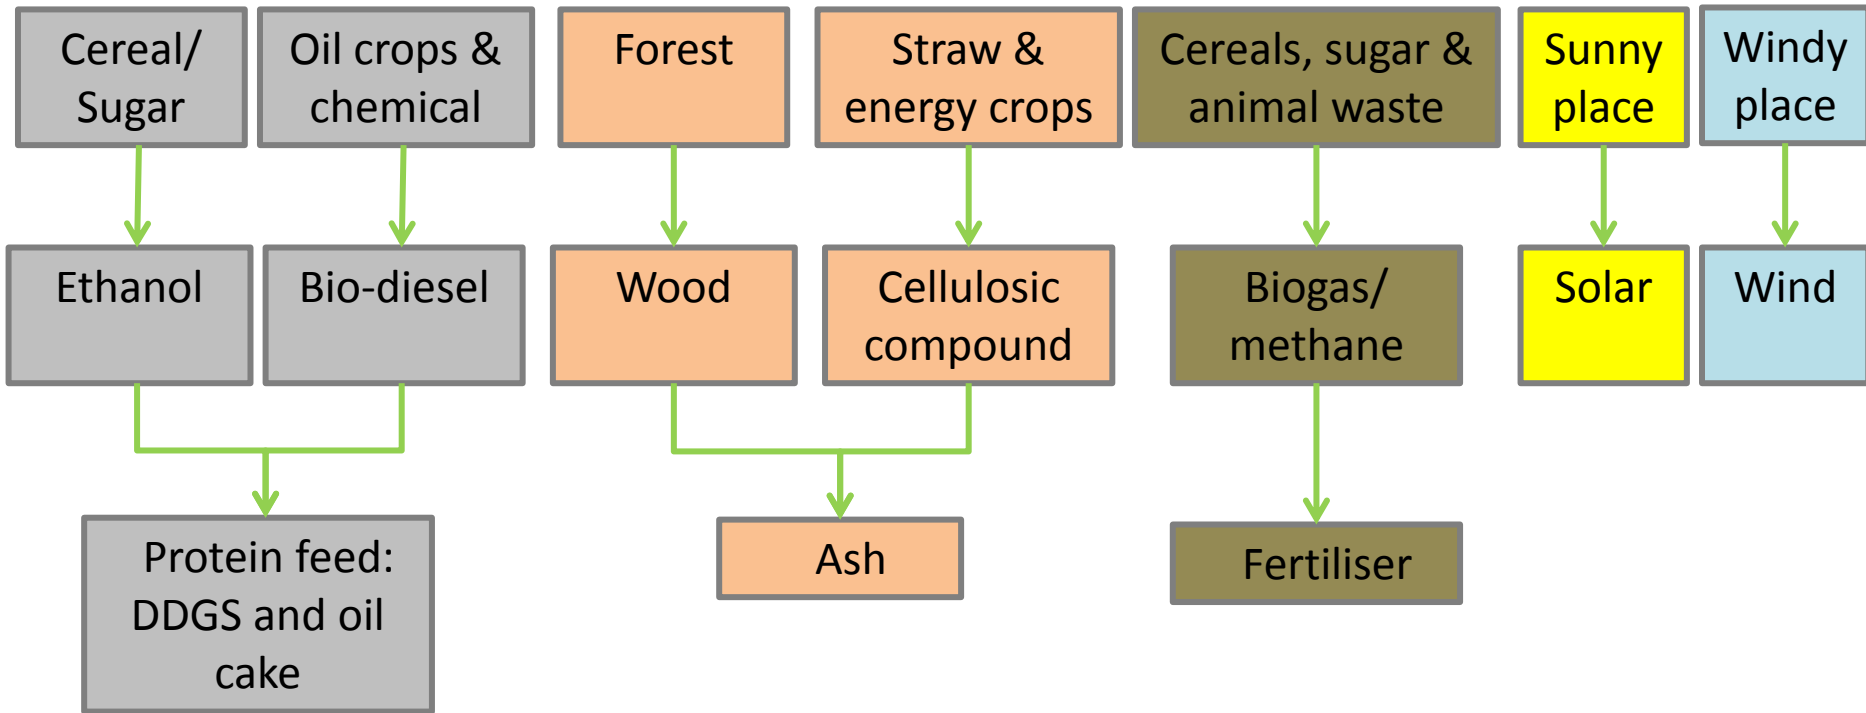 Cereal/
Sugar
Oil crops &
chemical
Forest
Straw &
energy crops
Cereals, sugar &
animal waste
Sunny
place
Windy
place
Ethanol
Bio-diesel
Wood
Cellulosic
compound
Biogas/
methane
Solar
Wind
Protein feed:
DDGS and oil
cake
Ash
Fertiliser